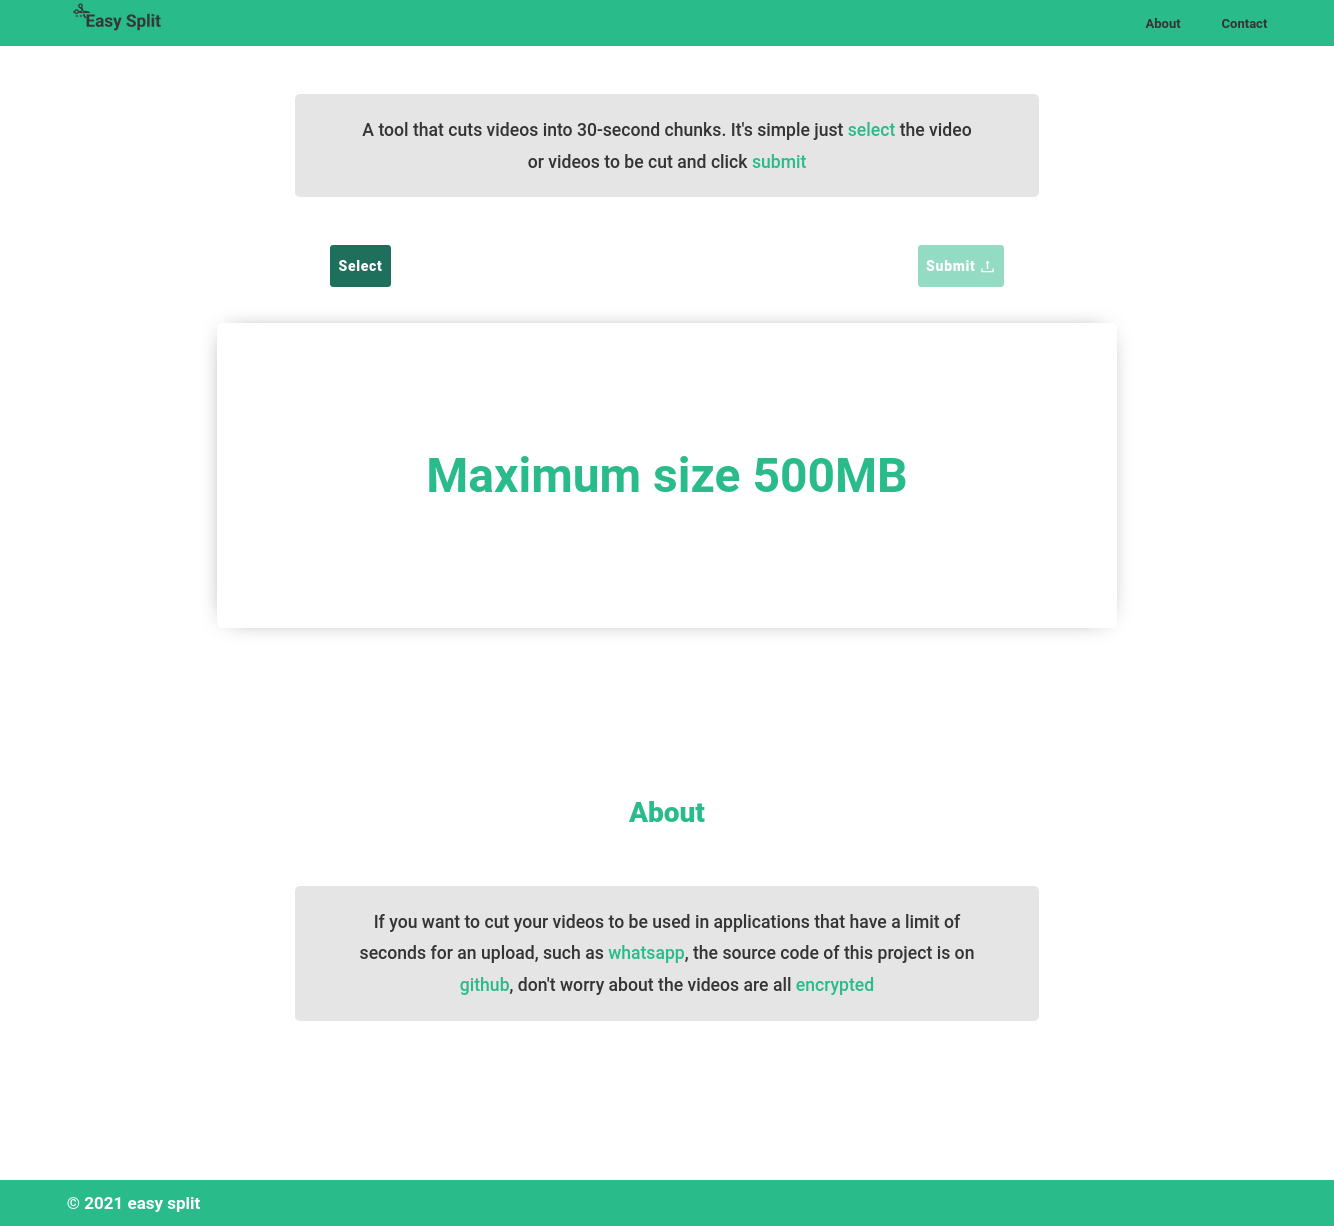 Easy Split
About
Contact
A tool that cuts videos into 30-second chunks. It's simple just select the video
or videos to be cut and click submit
Select
Submit
Maximum size 500MB
About
If you want to cut your videos to be used in applications that have a limit of
seconds for an upload, such as whatsapp, the source code of this project is on
github, don't worry about the videos are all encrypted
© 2021 easy split